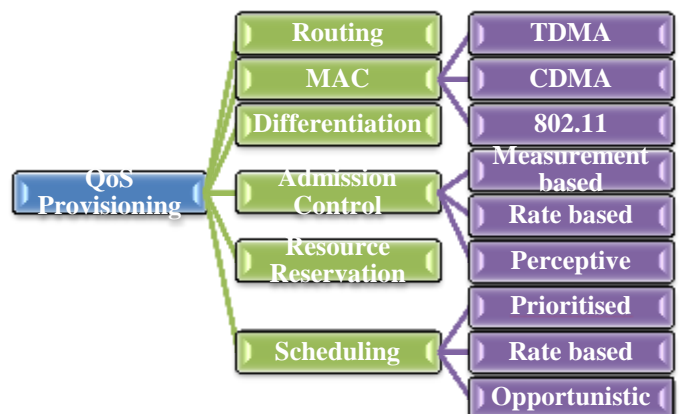 QoS
Provisioning
Routing
MAC
Differentiation
Admission
Control
Resource
Reservation
Scheduling
TDMA
CDMA
802.11
Measurement
based
Rate based
Perceptive
Prioritised
Rate based
Opportunistic